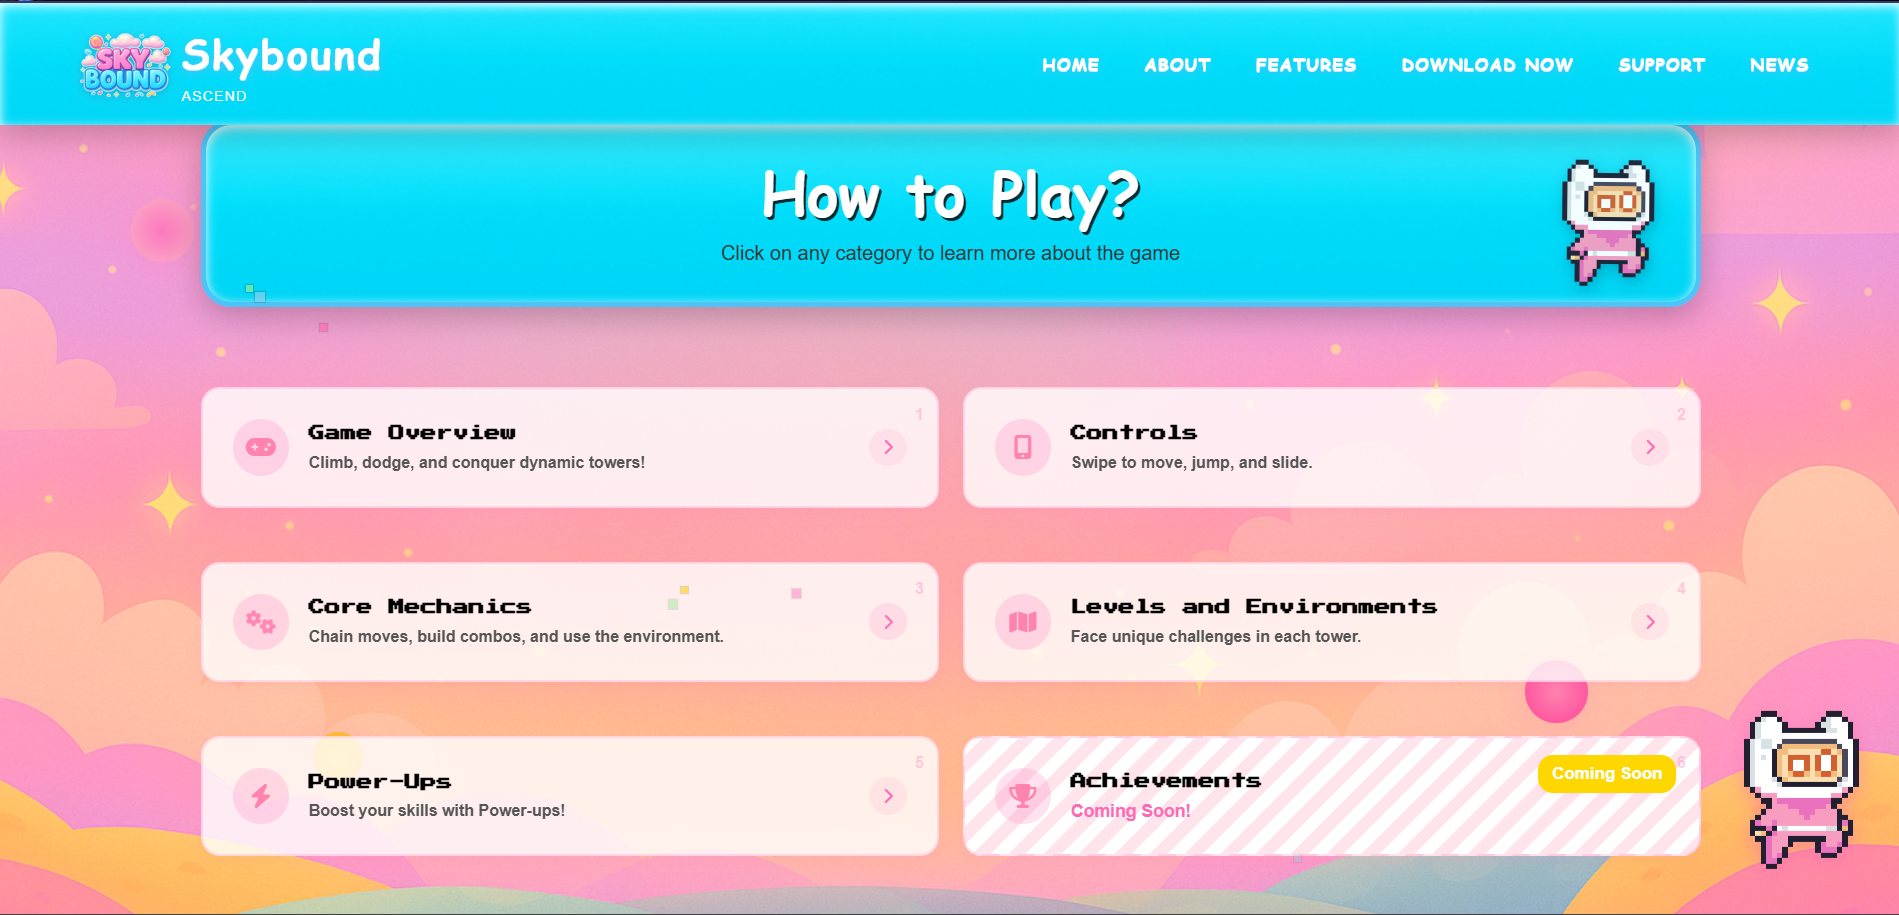 SKY
BOUND
Skybound
ASCEND
HOME
ABOUT
FEATURES
DOWNLOAD NOW
SUPPORT
NEWS
How to Play?
Click on any category to learn more about the game
1
Game Overview
Climb, dodge, and conquer dynamic towers!
2
Controls
Swipe to move, jump, and slide.
3
Core Mechanics
Chain moves, build combos, and use the environment.
4
Levels and Environments
Face unique challenges in each tower.
5
Power-Ups
Boost your skills with Power-ups!
6
Achievements
Coming Soon!
Coming Soon